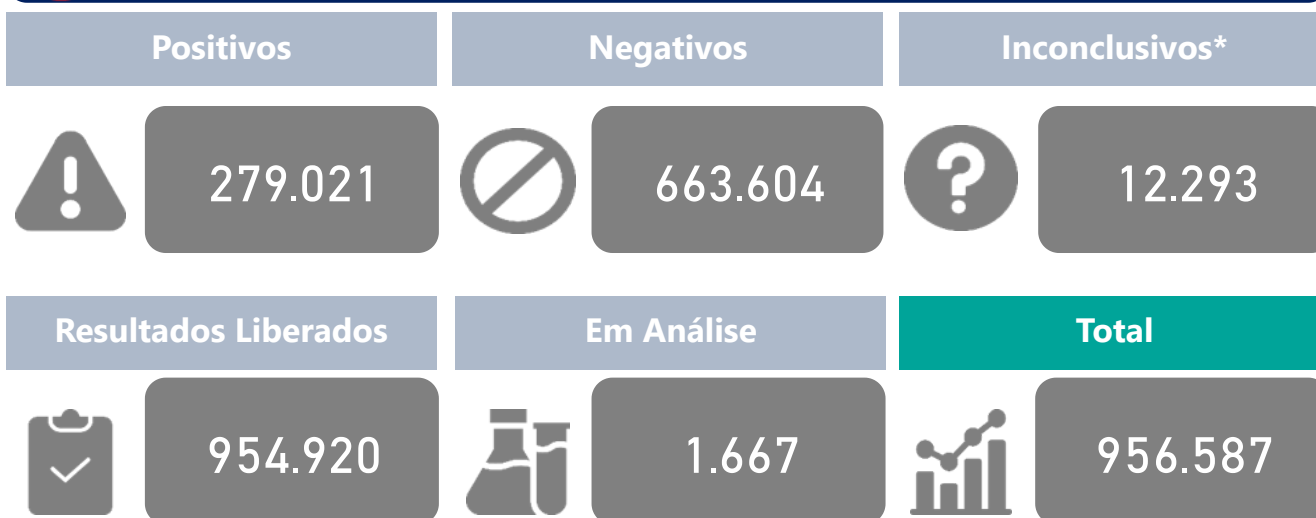 Positivos
Negativos
Inconclusivos*
279.021
663.604
12.293
Resultados Liberados
Em Análise
Total
954.920
1.667
956.587